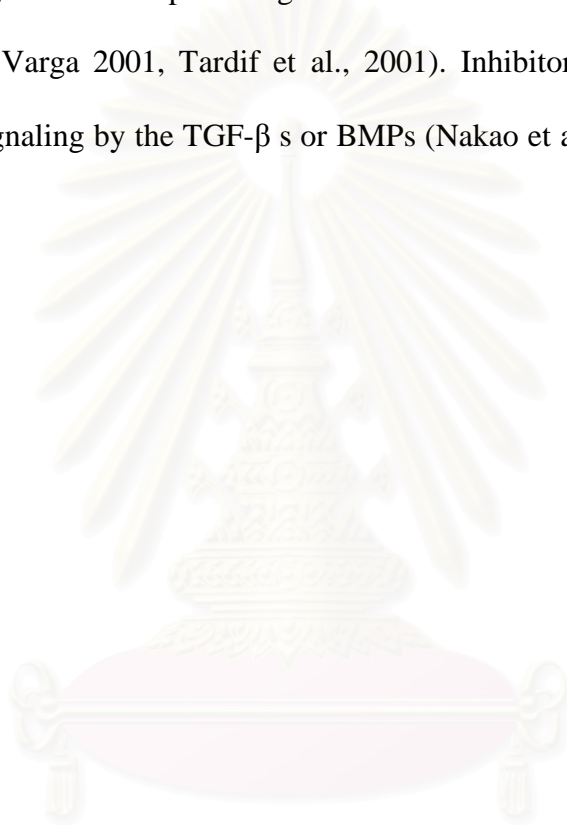 Varga 2001, Tardif et al., 2001). Inhibitor
gnaling by the TGF-β s or BMPs (Nakao et a